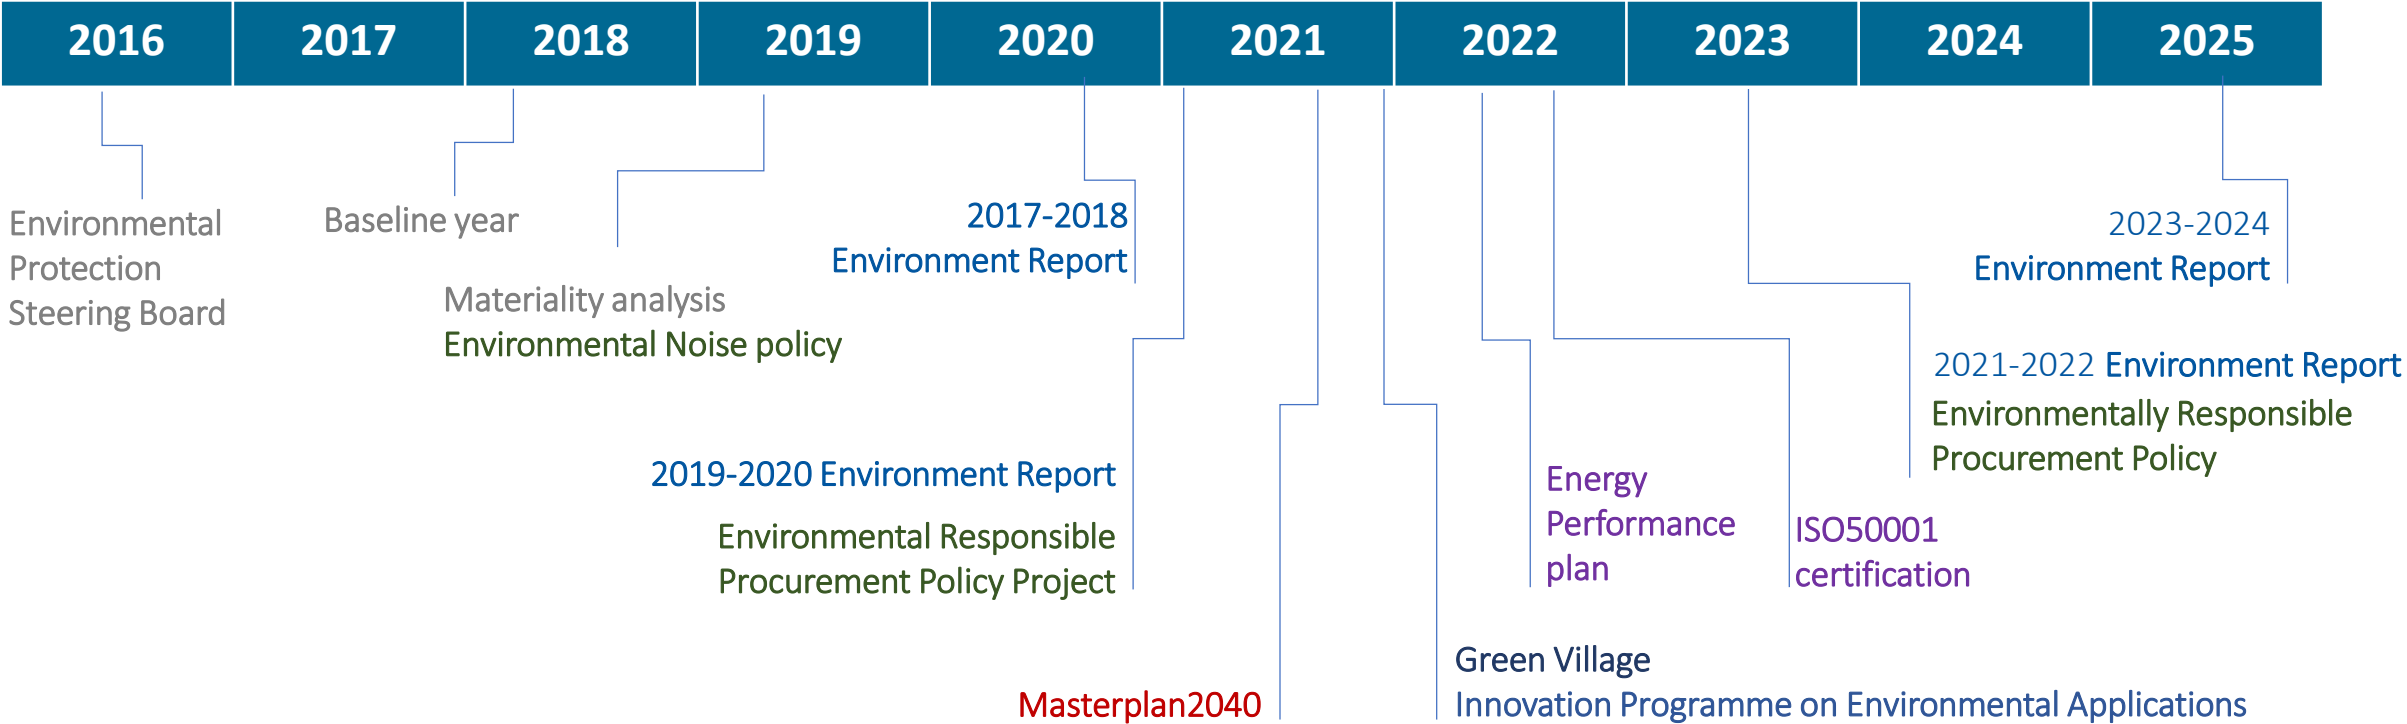 2016 2017 2018 2019 2020 2021 2022 2023 2024 2025
Environmental
Protection
Steering Board
Baseline year
Materiality analysis
Environmental Noise policy
2017-2018
Environment Report
2019-2020 Environment Report
Environmental Responsible
Procurement Policy Project
Masterplan2040
Green Village
Innovation Programme on Environmental Applications
Energy
Performance
plan
ISO50001
certification
2021-2022 Environment Report
Environmentally Responsible
Procurement Policy
2023-2024
Environment Report